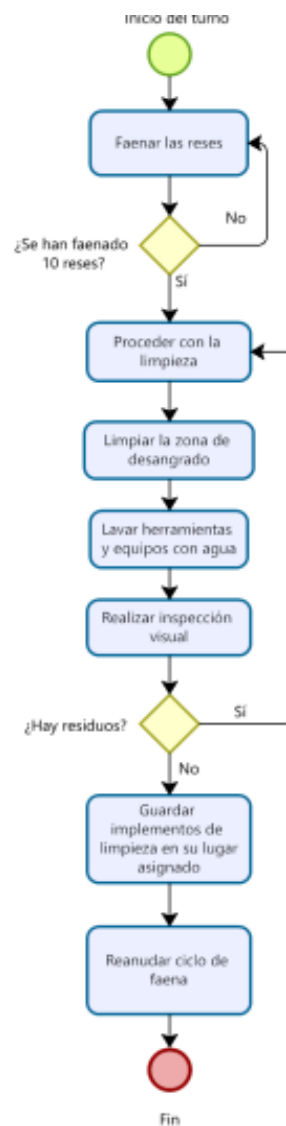 Inicio del turno
Faenar las reses
No
¿Se han faenado
10 reses?
Sí
Proceder con la
limpieza
Limpiar la zona de
desangrado
Lavar herramientas
y equipos con agua
Realizar inspección
visual
¿Hay residuos?
Sí
No
Guardar
implementos de
limpieza en su lugar
asignado
Reanudar ciclo de
faena
Fin